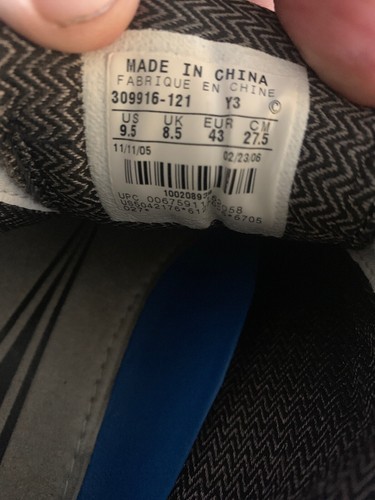 MADE IN CHINA
FABRIQUE EN CHINE
309916-121 Y3 ©
US UK EUR CM
9.5 8.5 43 27.5
11/11/05 02/23/06
UPC